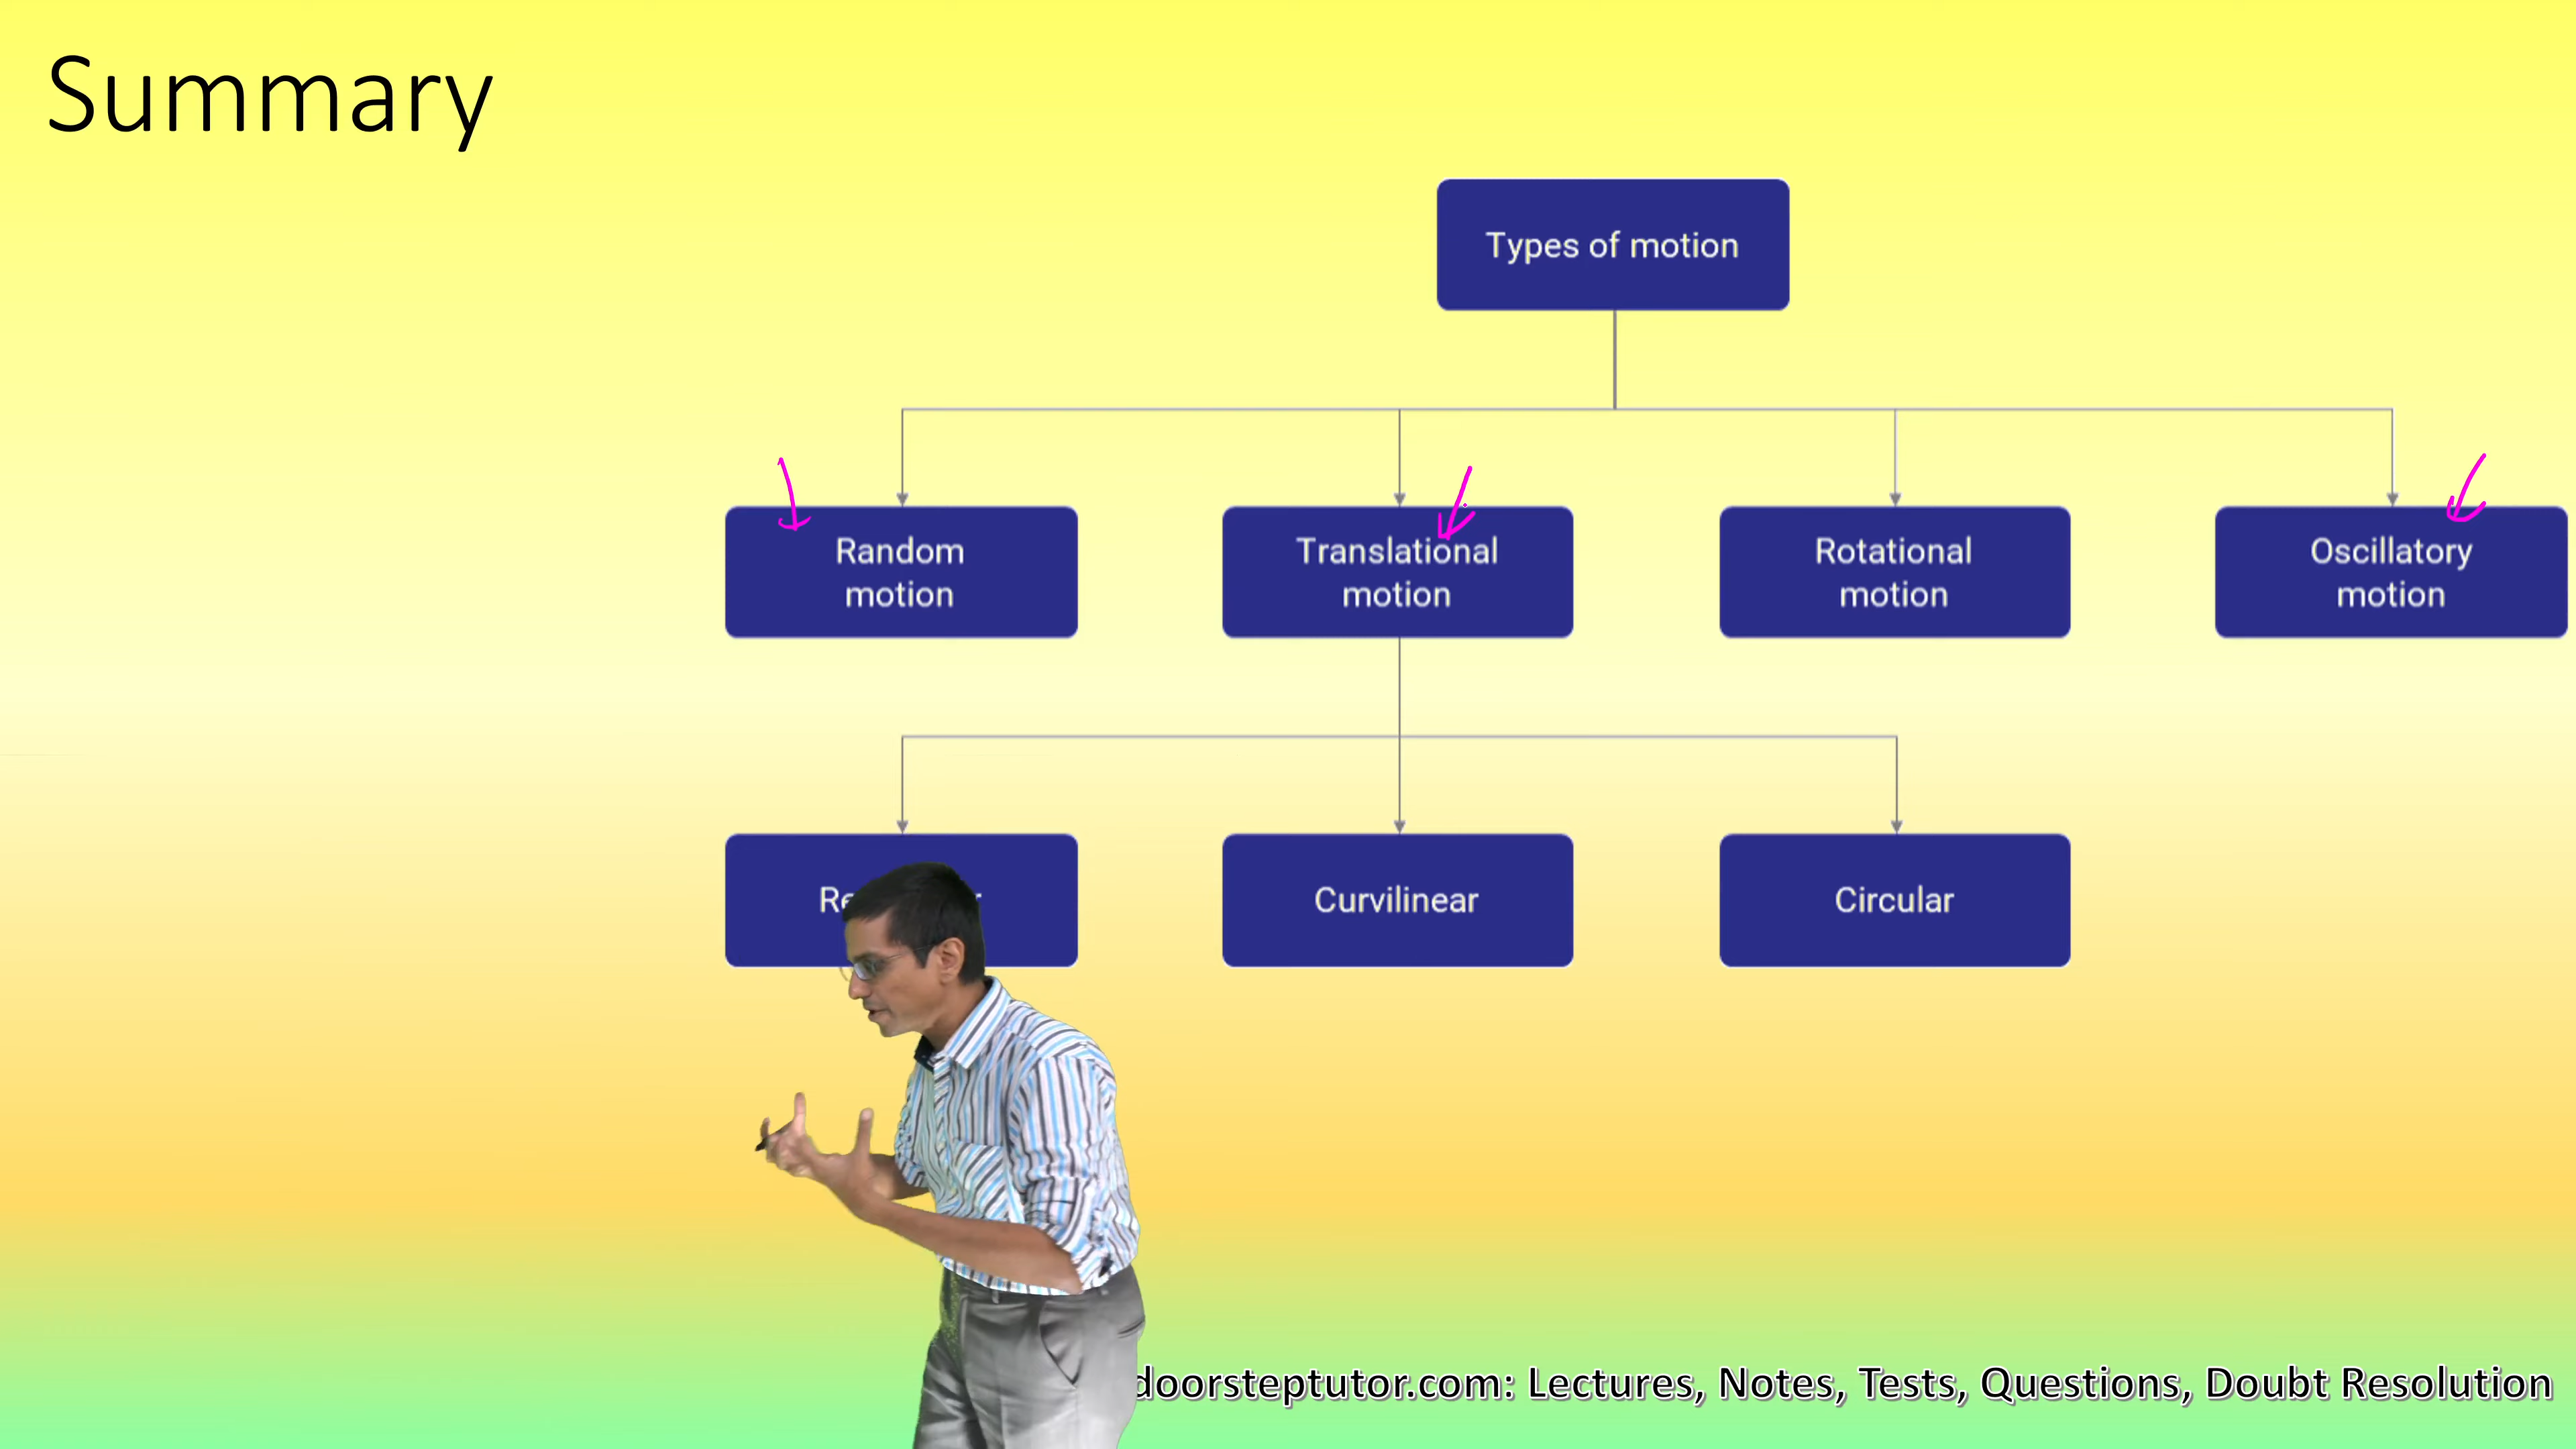 Summary
Types of motion
Random
motion
Translational
motion
Rotational
motion
Oscillatory
motion
Curvilinear
Circular
doorsteptutor.com: Lectures, Notes, Tests, Questions, Doubt Resolution